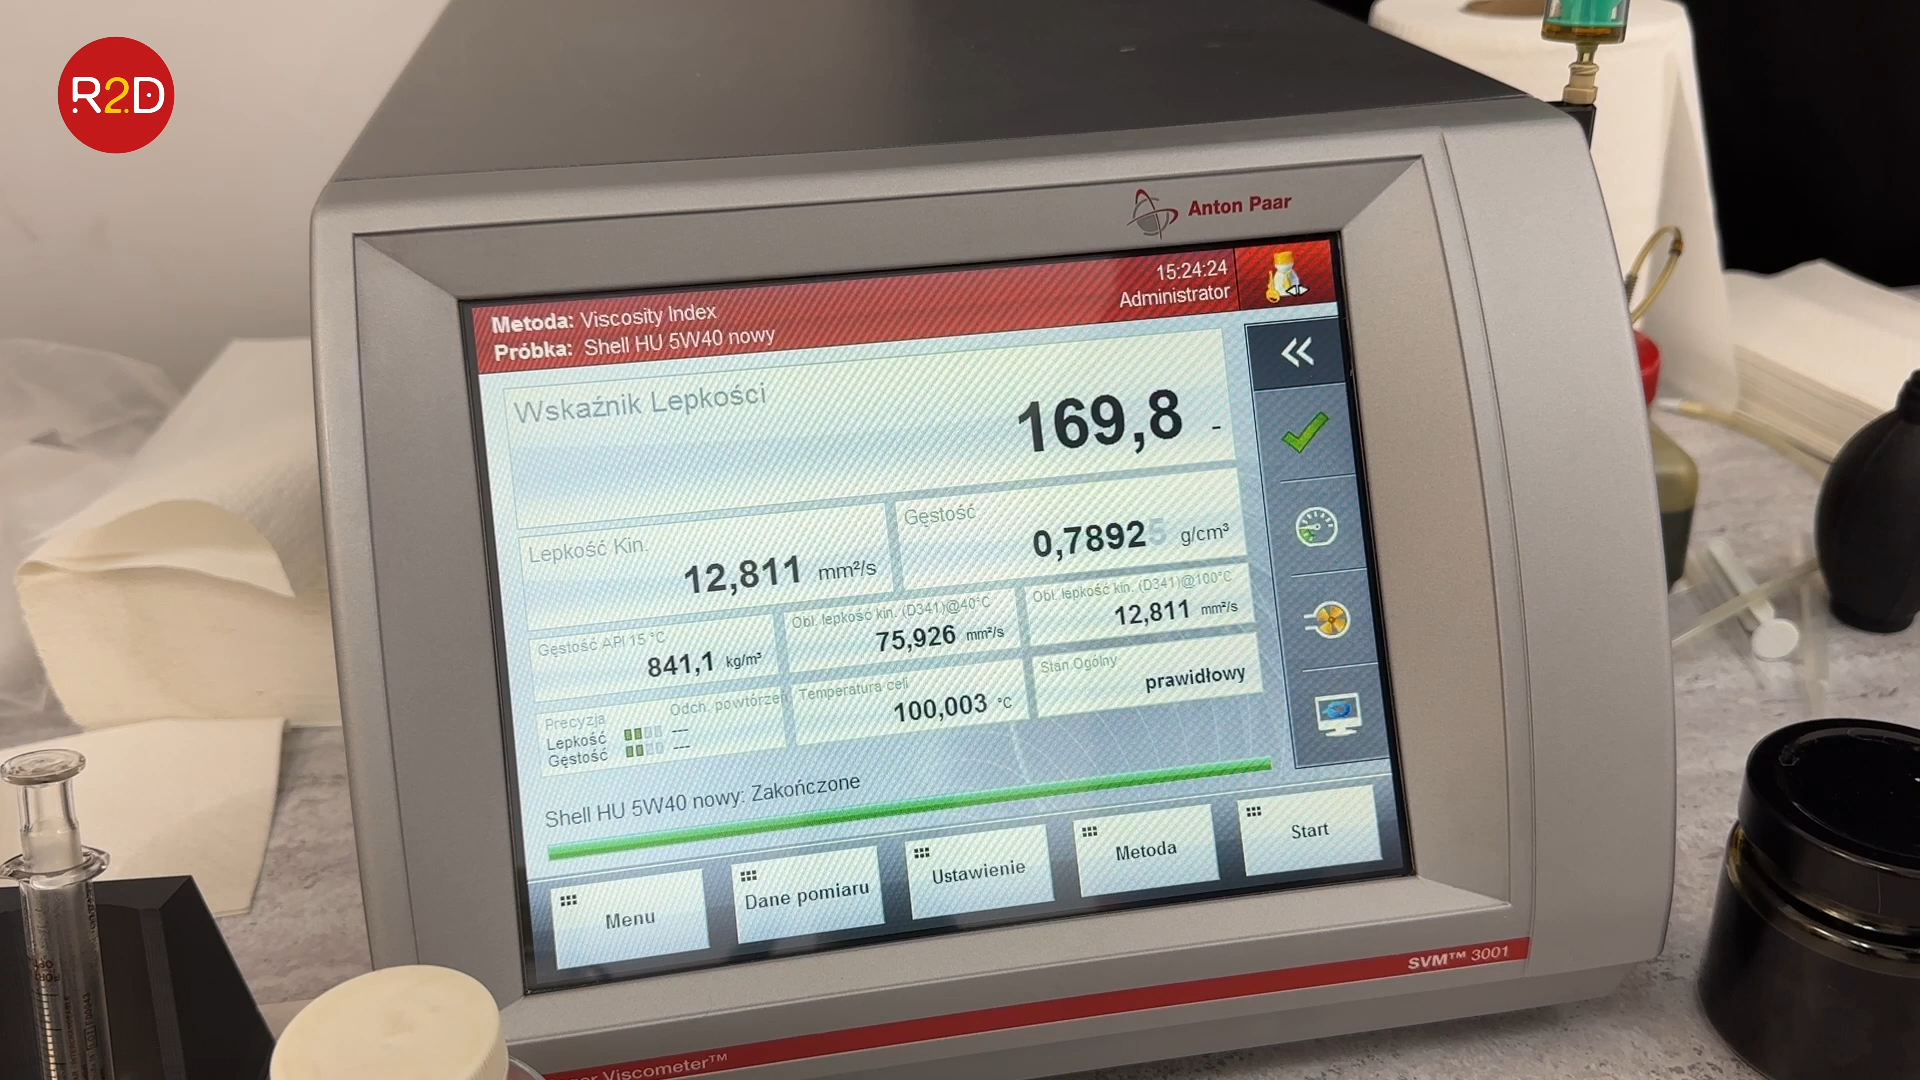 R2D
Anton Paar
15:24:24
Administrator
Metoda: Viscosity Index
Próbka: Shell HU 5W40 nowy
Wskaźnik Lepkości
169,8 -
Lepkość Kin.
12,811 mm²/s
Gęstość
0,78925 g/cm³
Gęstość API 15 °C
841,1 kg/m³
Obl. lepkość kin. (D341)@40°C
75,926 mm²/s
Obl. lepkość kin. (D341)@100°C
12,811 mm²/s
Precyzja Odch. powtórzeń
Lepkość ---
Gęstość ---
Temperatura celi
100,003 °C
Stan Ogólny
prawidłowy
Shell HU 5W40 nowy: Zakończone
Menu
Dane pomiaru
Ustawienie
Metoda
Start
SVM™ 3001
Viscometer™